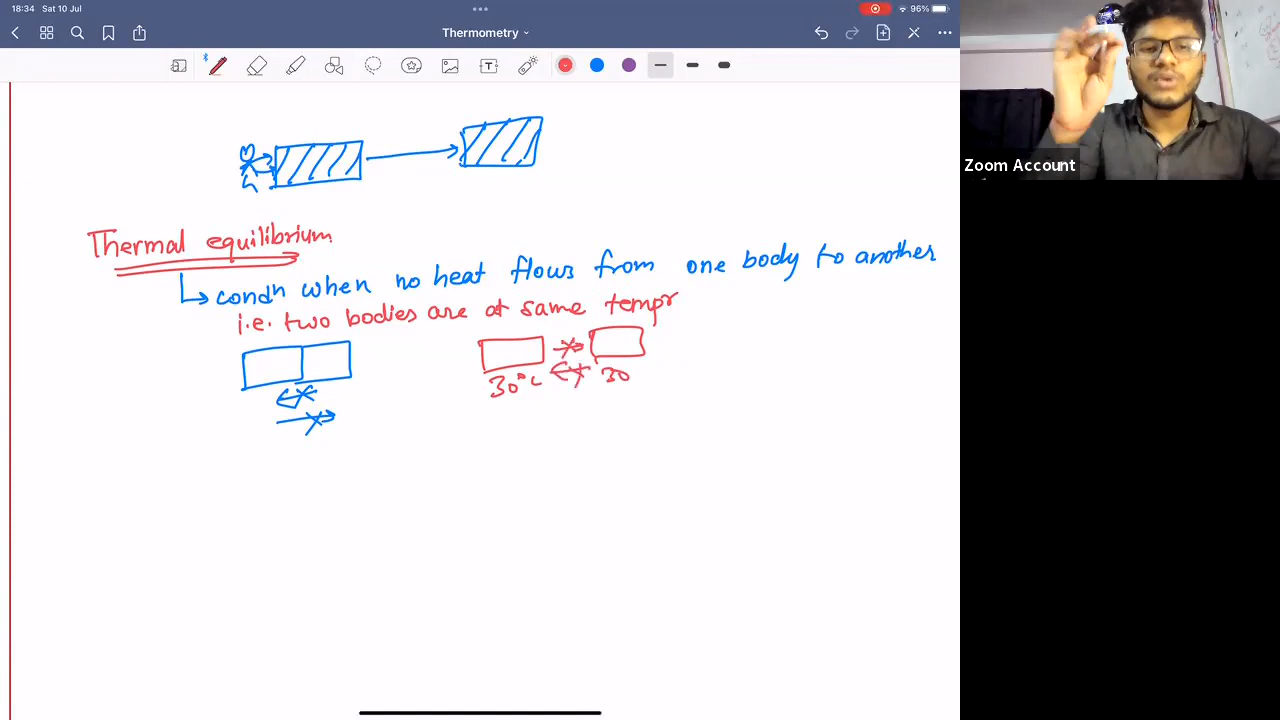 18:34 Sat 10 Jul
96%
Thermometry
Zoom Account
Thermal equilibrium
condn when no heat flows from one body to another
i.e. two bodies are at same tempr
30°C 30